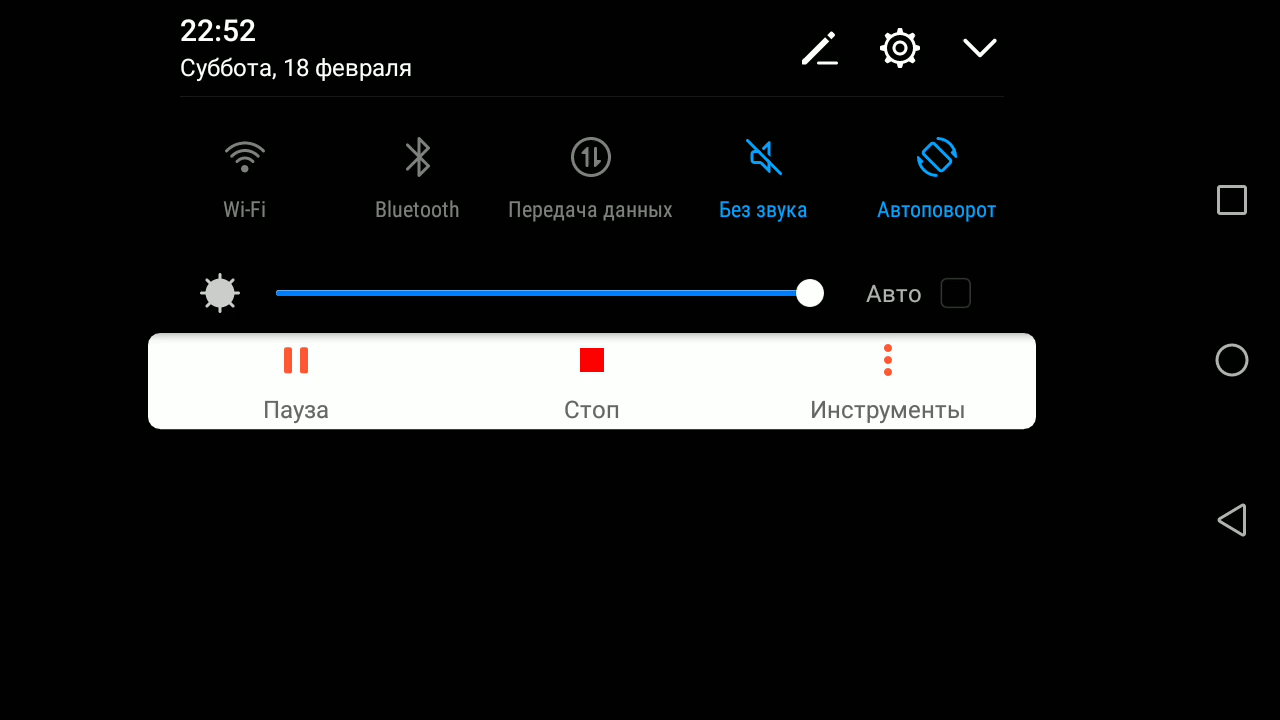 22:52
Суббота, 18 февраля
Wi-Fi
Bluetooth
Передача данных
Без звука
Автоповорот
Авто
Пауза
Стоп
Инструменты